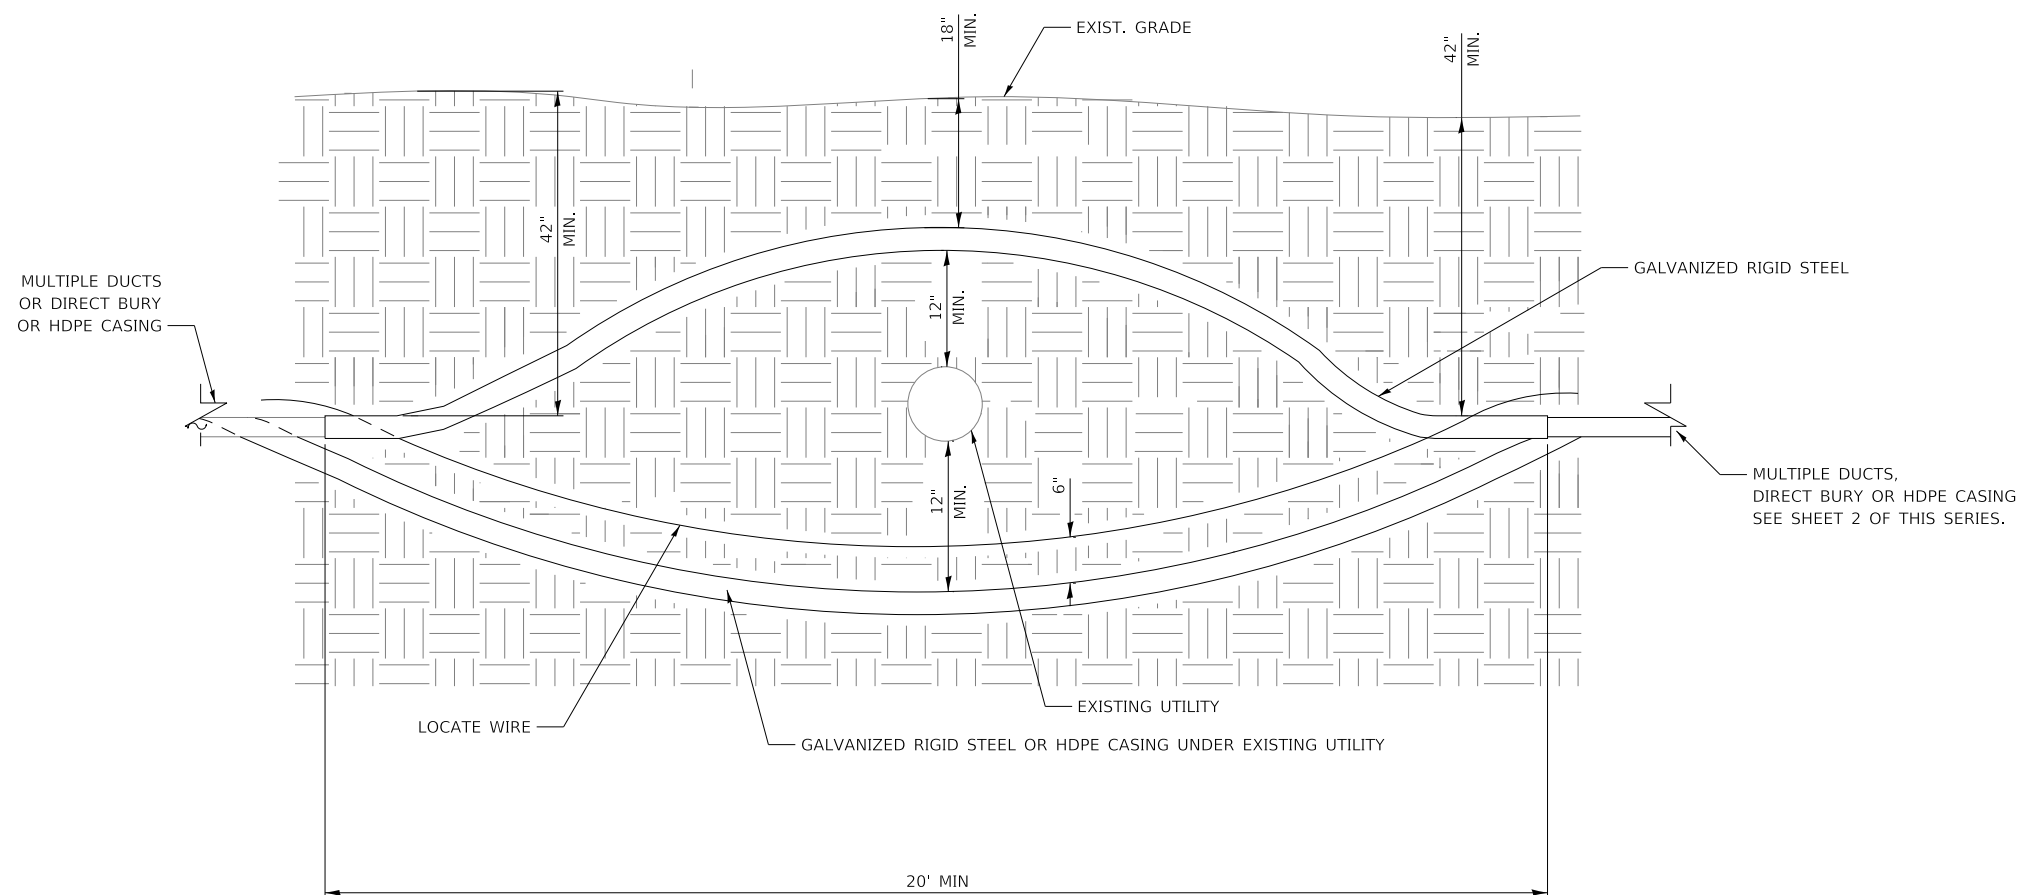 18"
MIN.
EXIST. GRADE
42"
MIN.
42"
MIN.
MULTIPLE DUCTS
OR DIRECT BURY
OR HDPE CASING
GALVANIZED RIGID STEEL
12"
MIN.
12"
MIN.
6"
MULTIPLE DUCTS,
DIRECT BURY OR HDPE CASING
SEE SHEET 2 OF THIS SERIES.
EXISTING UTILITY
LOCATE WIRE
GALVANIZED RIGID STEEL OR HDPE CASING UNDER EXISTING UTILITY
20' MIN